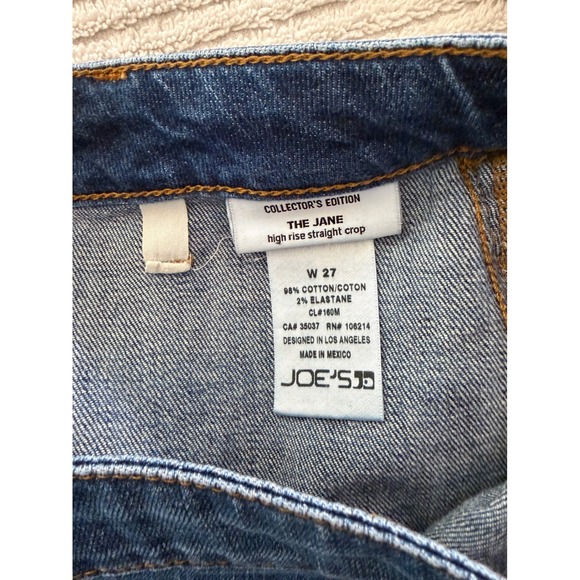 COLLECTOR'S EDITION
THE JANE
high rise straight crop
W 27
98% COTTON/COTON
2% ELASTANE
CL#160M
CA# 35037 RN# 106214
DESIGNED IN LOS ANGELES
MADE IN MEXICO
JOE'S